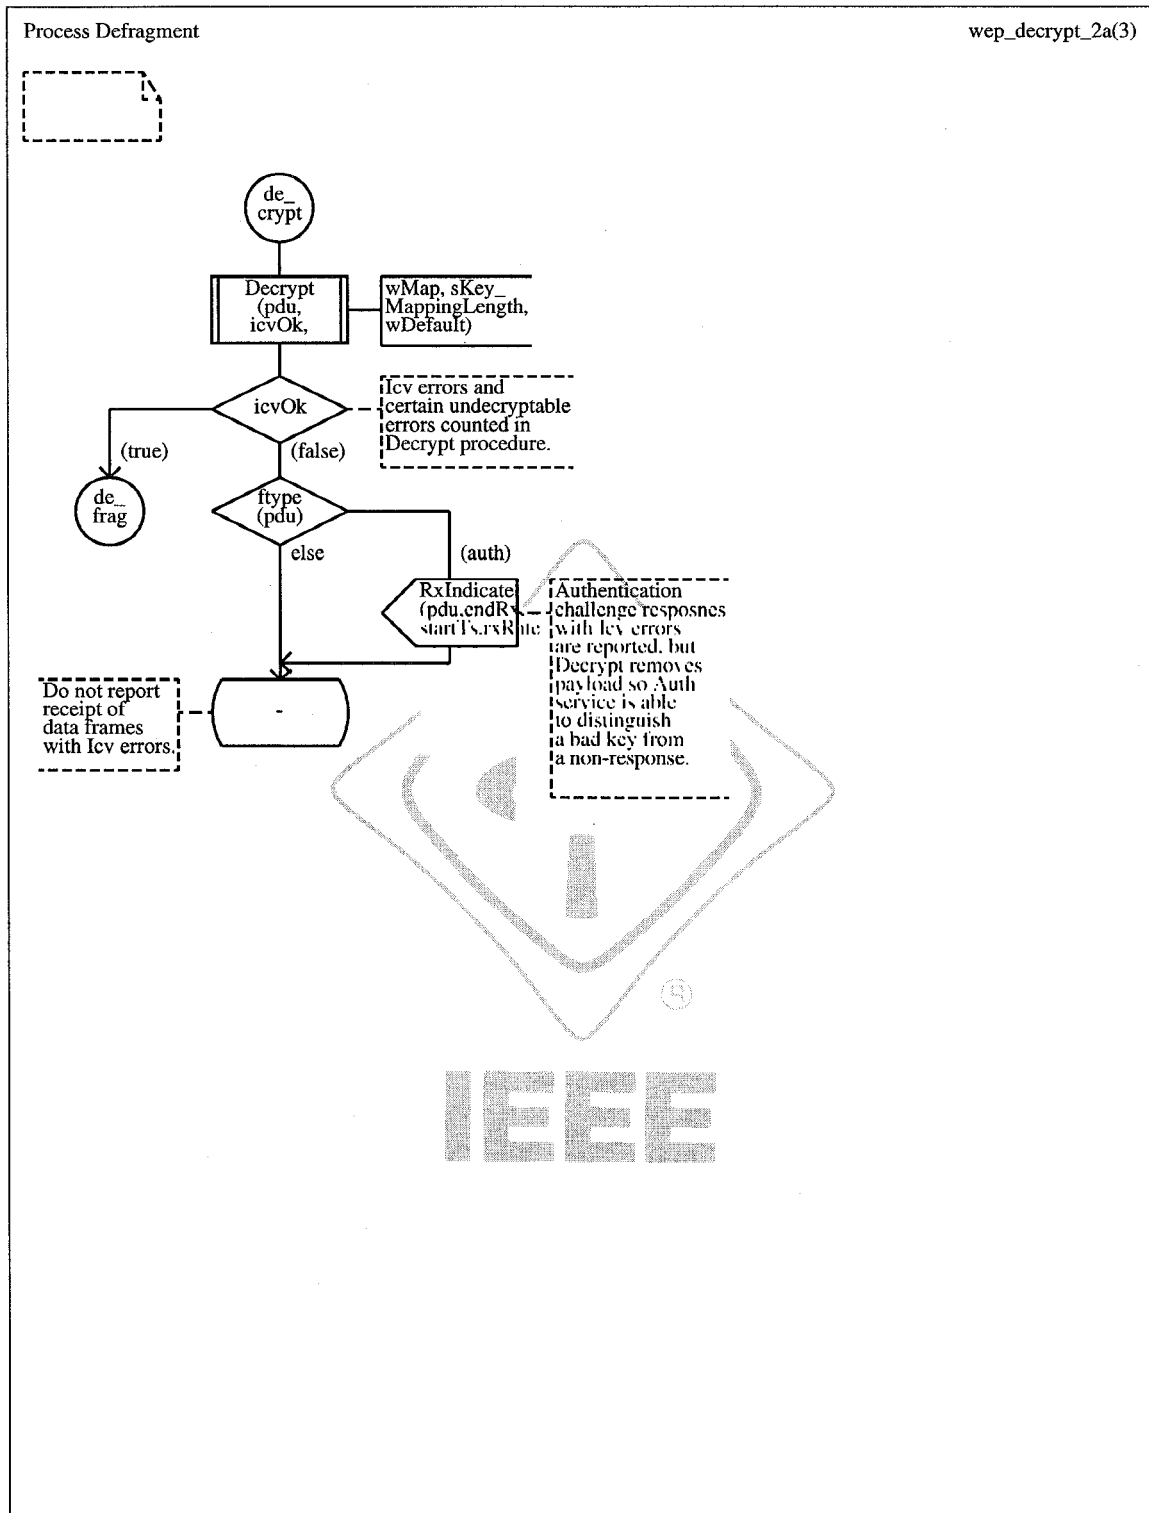 Process Defragment
wep_decrypt_2a(3)
de_
crypt
Decrypt
(pdu,
icvOk,
wMap, sKey_
MappingLength,
wDefault)
icvOk
Icv errors and
certain undecryptable
errors counted in
Decrypt procedure.
(true)
(false)
de_
frag
ftype
(pdu)
else
(auth)
RxIndicate
(pdu,endRx
startTs,rxRate
Authentication
challenge resposnes
with Icv errors
are reported, but
Decrypt removes
payload so Auth
service is able
to distinguish
a bad key from
a non-response.
Do not report
receipt of
data frames
with Icv errors.
-
®
IEEE